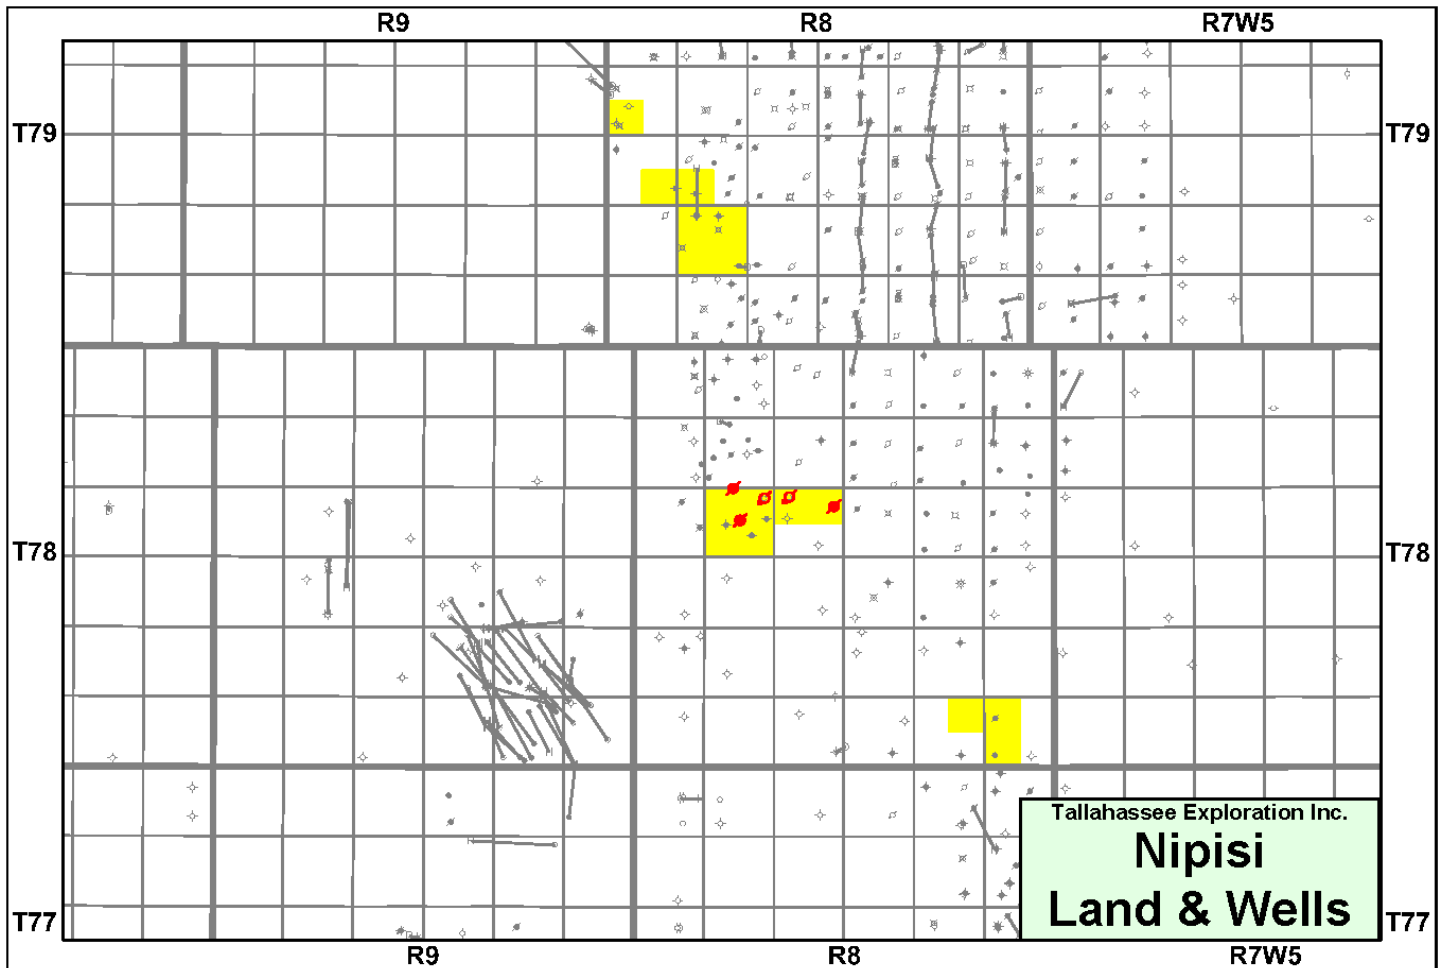 R9 R8 R7W5
T79 T79
T78 T78
Tallahassee Exploration Inc.
Nipisi
Land & Wells
T77 T77
R9 R8 R7W5